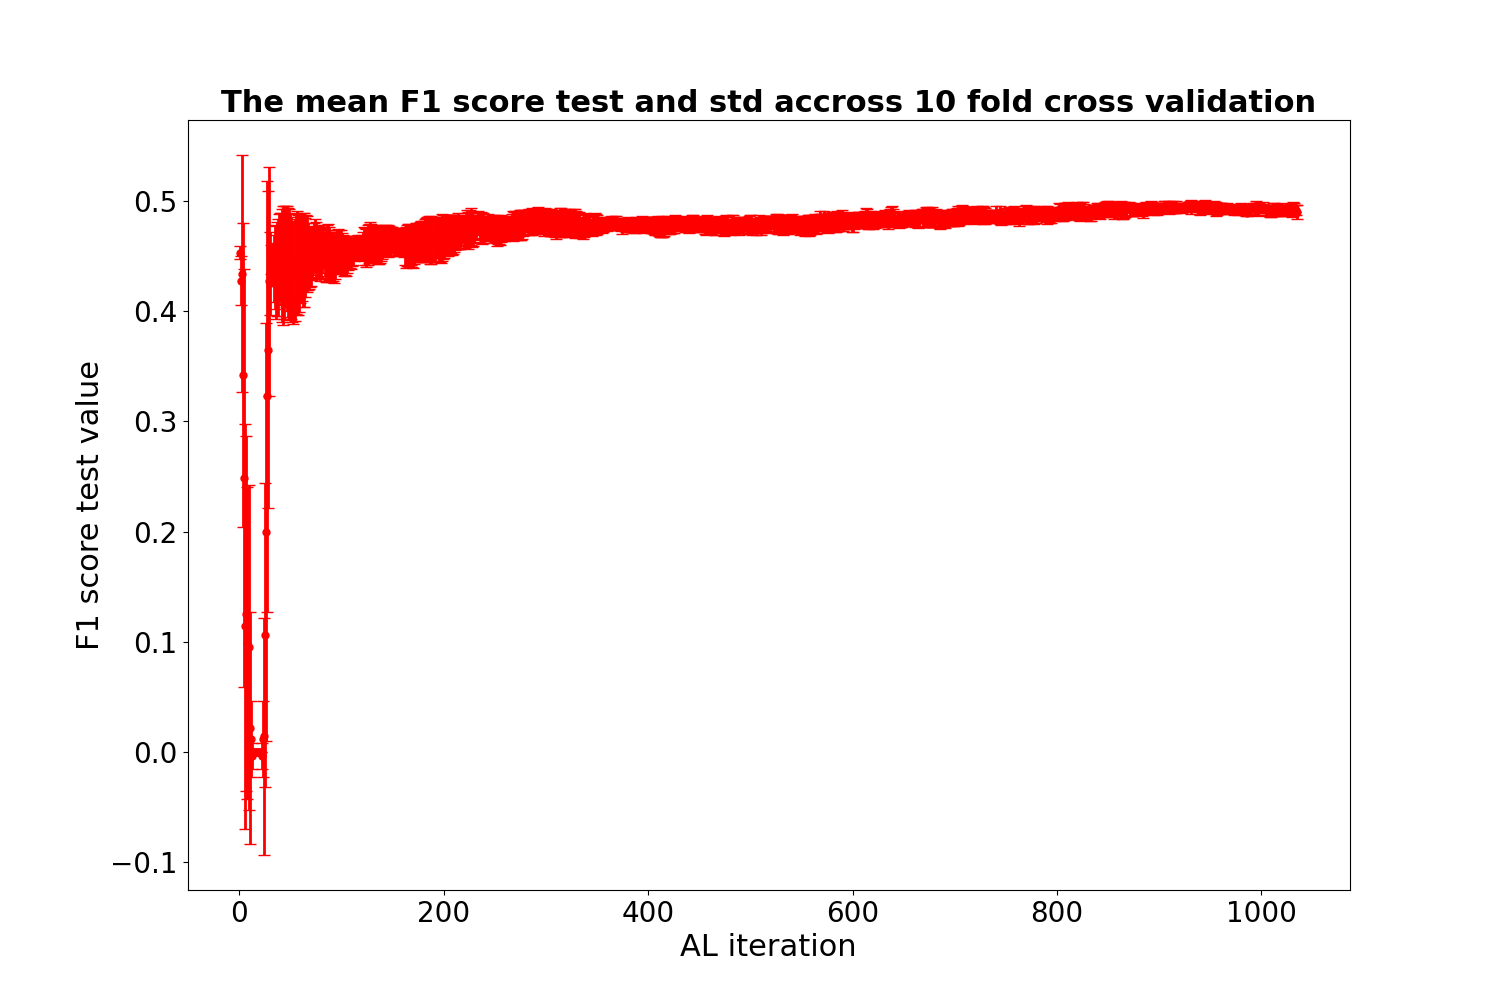 The mean F1 score test and std accross 10 fold cross validation
F1 score test value
0.5
0.4
0.3
0.2
0.1
0.0
−0.1
0 200 400 600 800 1000
AL iteration